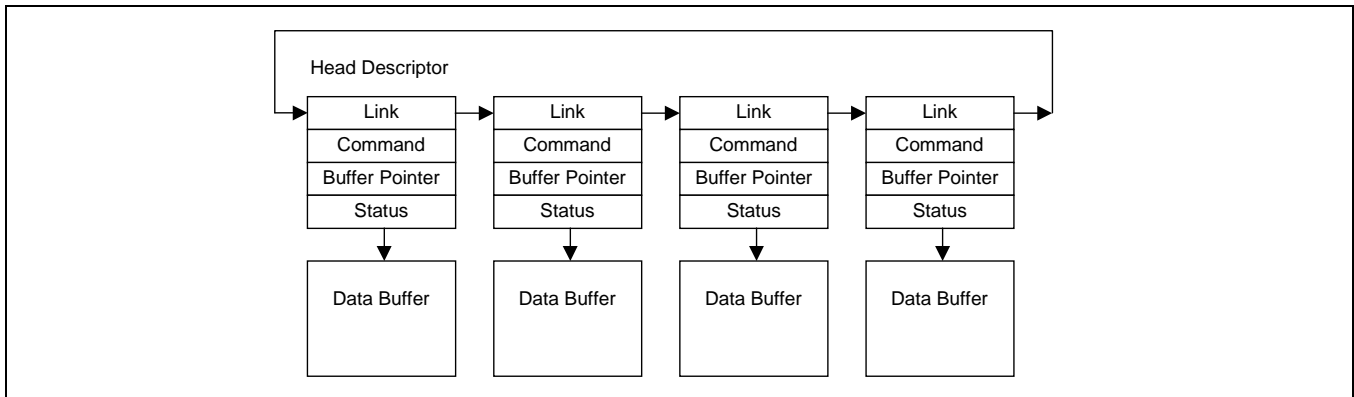 Head Descriptor
Link Link Link Link
Command Command Command Command
Buffer Pointer Buffer Pointer Buffer Pointer Buffer Pointer
Status Status Status Status
Data Buffer Data Buffer Data Buffer Data Buffer